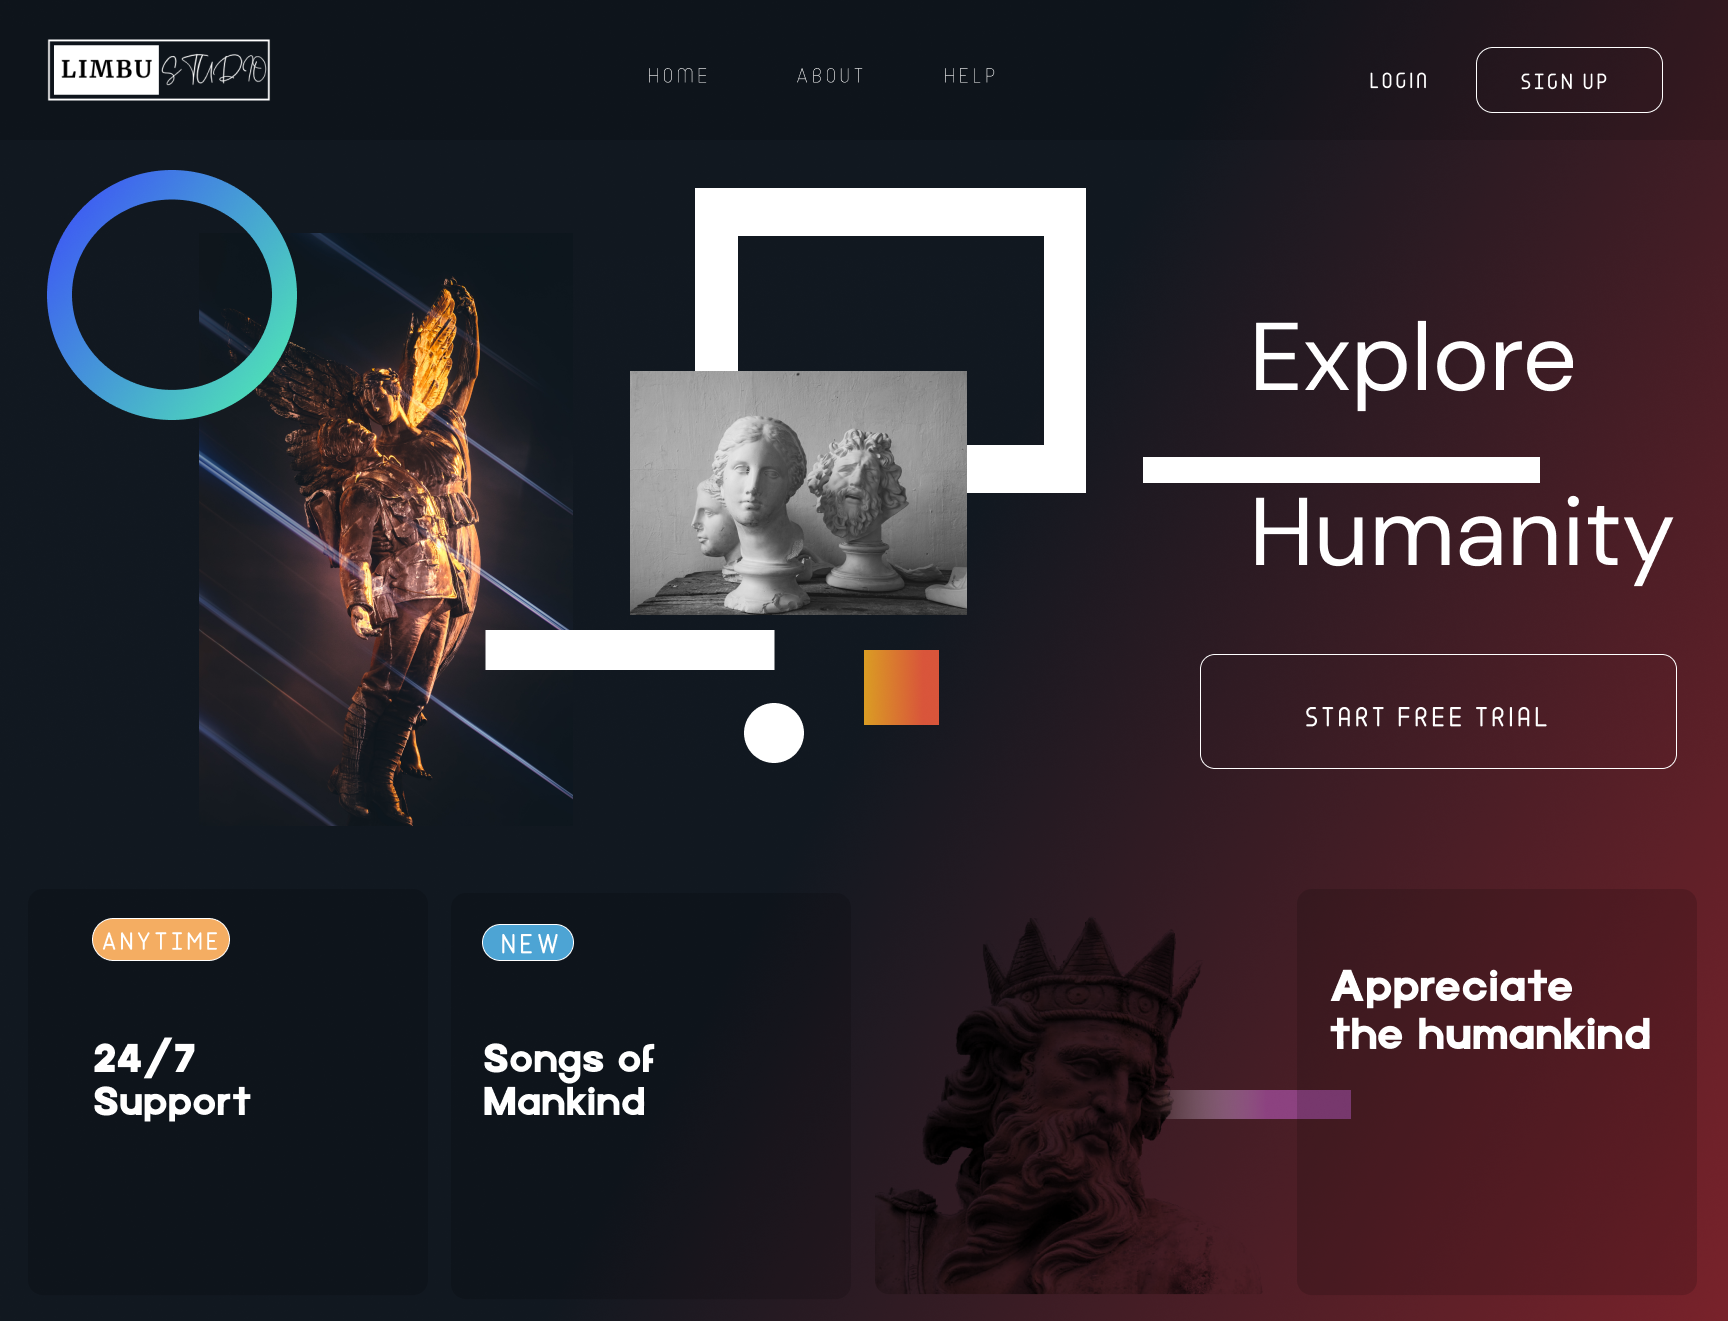 LIMBU STUDIO
HOME
ABOUT
HELP
LOGIN
SIGN UP
Explore
Humanity
START FREE TRIAL
ANYTIME
24/7
Support
NEW
Songs of
Mankind
Appreciate
the humankind